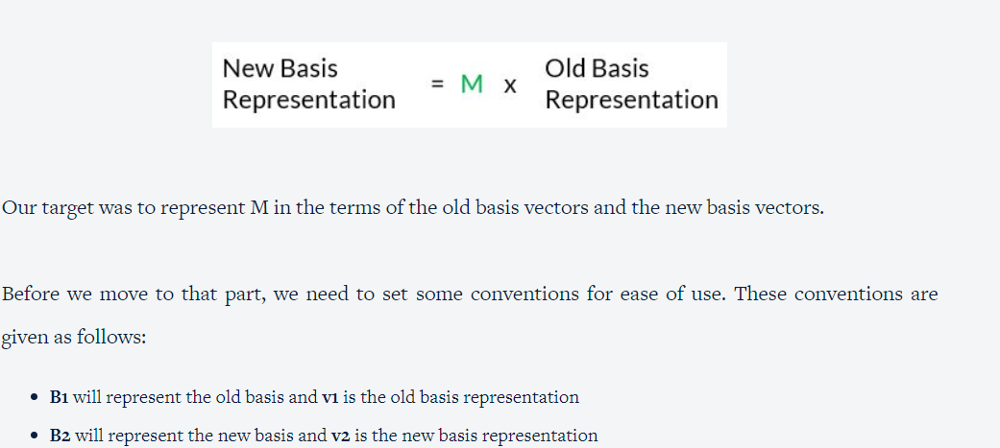 New Basis
Representation
= M x
Old Basis
Representation
Our target was to represent M in the terms of the old basis vectors and the new basis vectors.
Before we move to that part, we need to set some conventions for ease of use. These conventions are
given as follows:
• B1 will represent the old basis and v1 is the old basis representation
• B2 will represent the new basis and v2 is the new basis representation